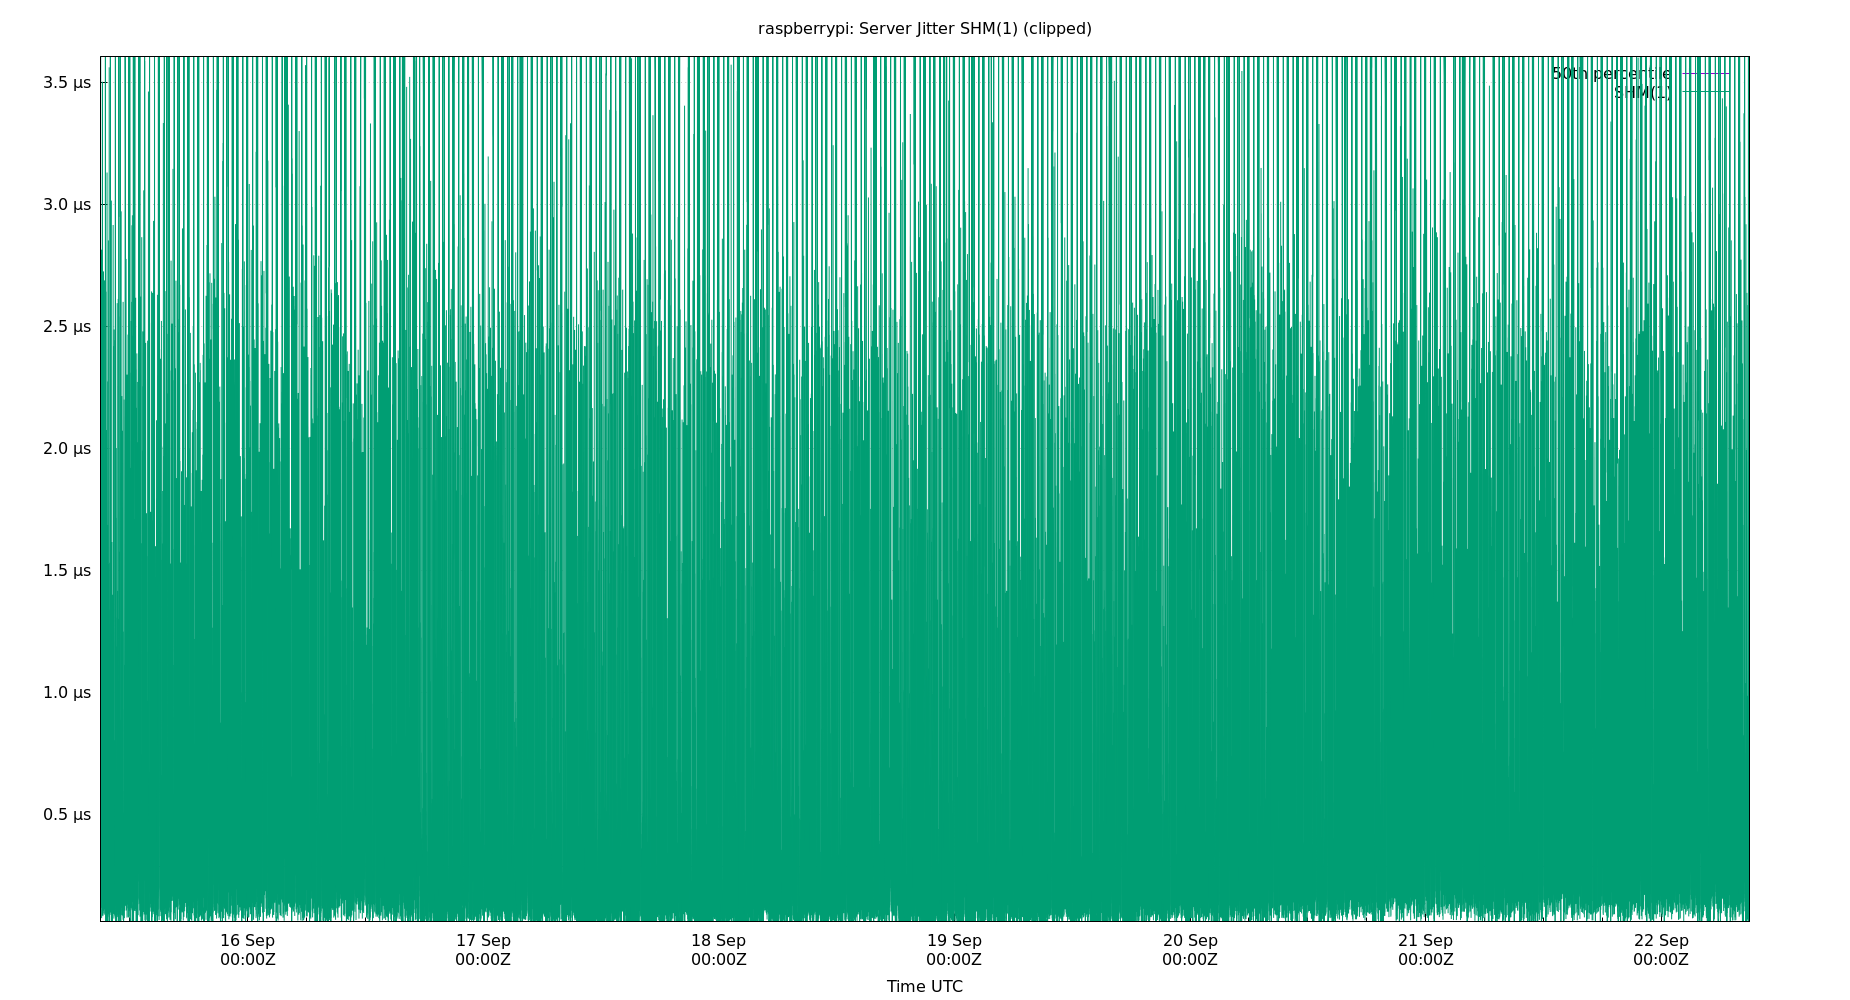 raspberrypi: Server Jitter SHM(1) (clipped)
50th percentile
SHM(1)
3.5 µs
3.0 µs
2.5 µs
2.0 µs
1.5 µs
1.0 µs
0.5 µs
16 Sep 17 Sep 18 Sep 19 Sep 20 Sep 21 Sep 22 Sep
00:00Z 00:00Z 00:00Z 00:00Z 00:00Z 00:00Z 00:00Z
Time UTC